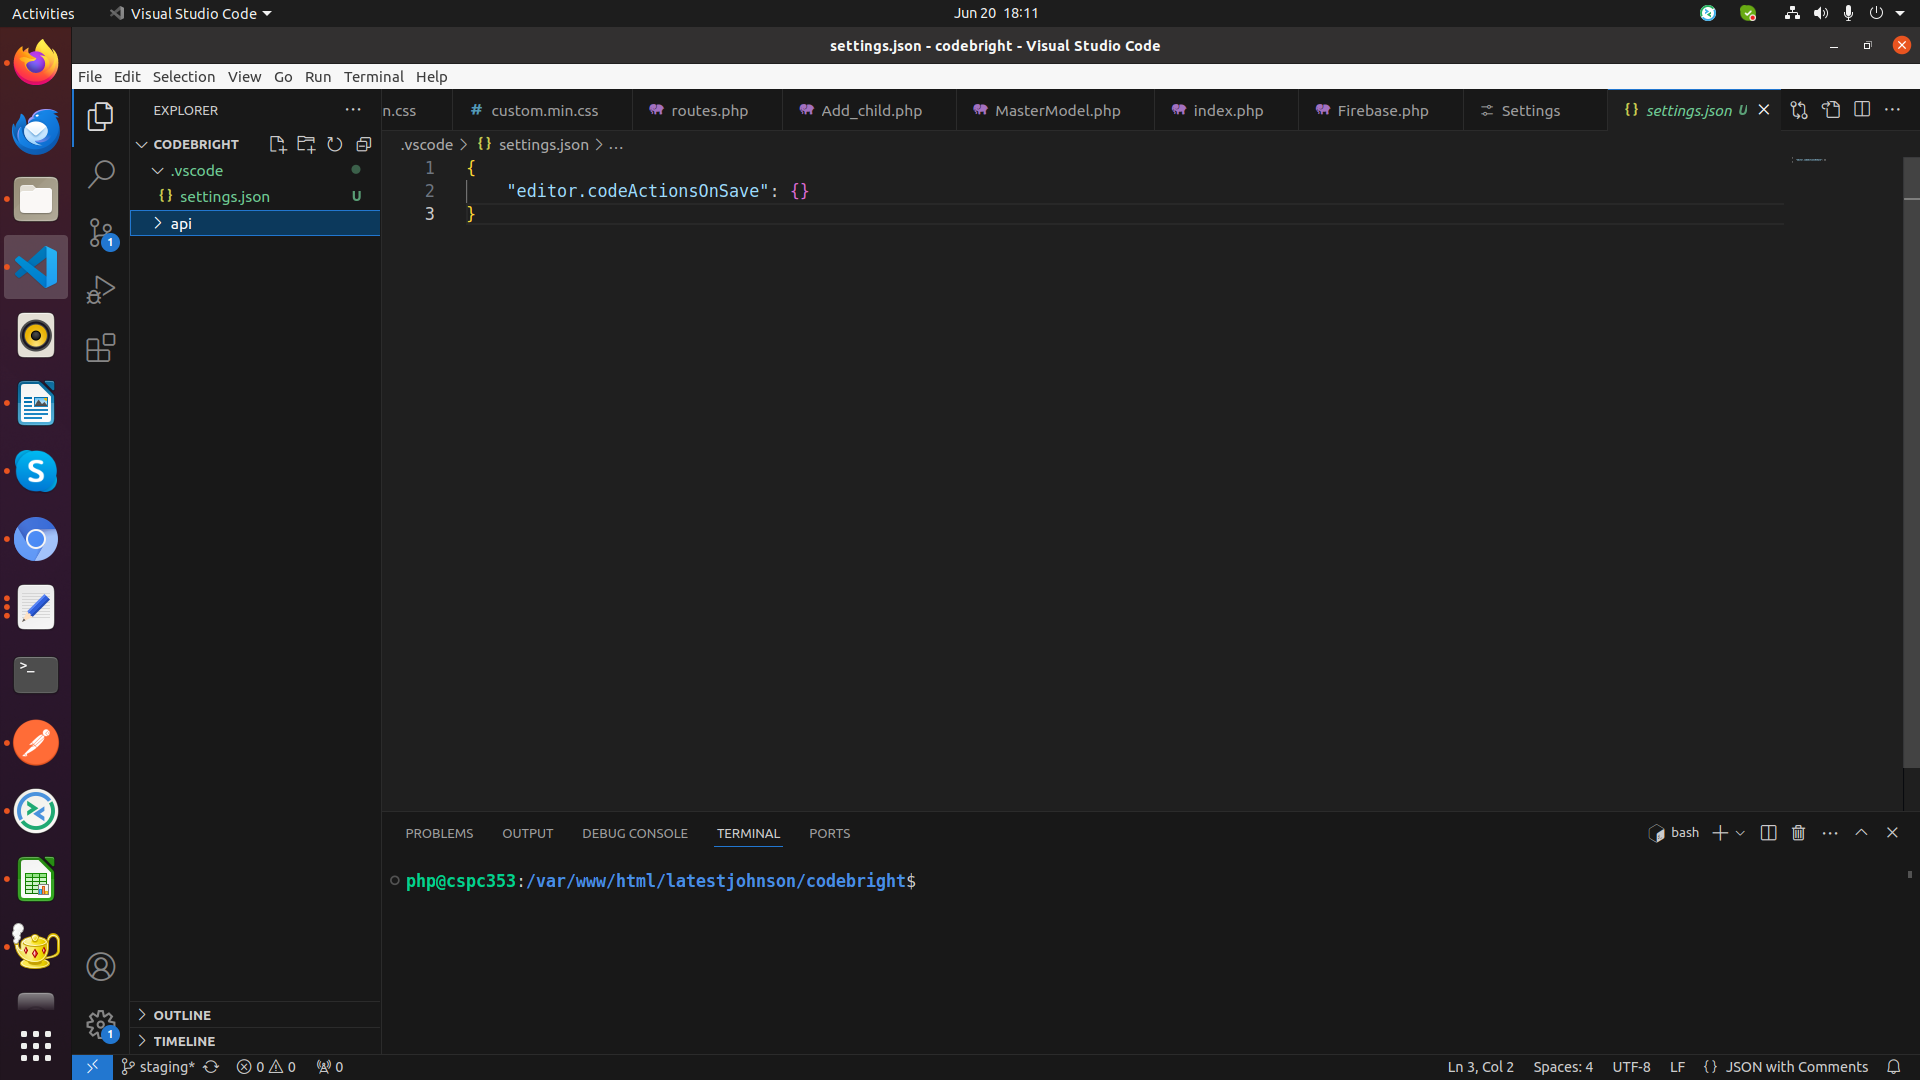 Activities Visual Studio Code Jun 20 18:11
settings.json - codebright - Visual Studio Code
File Edit Selection View Go Run Terminal Help
EXPLORER
n.css # custom.min.css routes.php Add_child.php MasterModel.php index.php Firebase.php Settings {} settings.json U
CODEBRIGHT
.vscode > {} settings.json > ...
.vscode
{} settings.json U
api
1 {
2 "editor.codeActionsOnSave": {}
3 }
1
PROBLEMS OUTPUT DEBUG CONSOLE TERMINAL PORTS
bash
php@cspc353:/var/www/html/latestjohnson/codebright$
OUTLINE
1
TIMELINE
staging* 0 0 0
Ln 3, Col 2 Spaces: 4 UTF-8 LF {} JSON with Comments